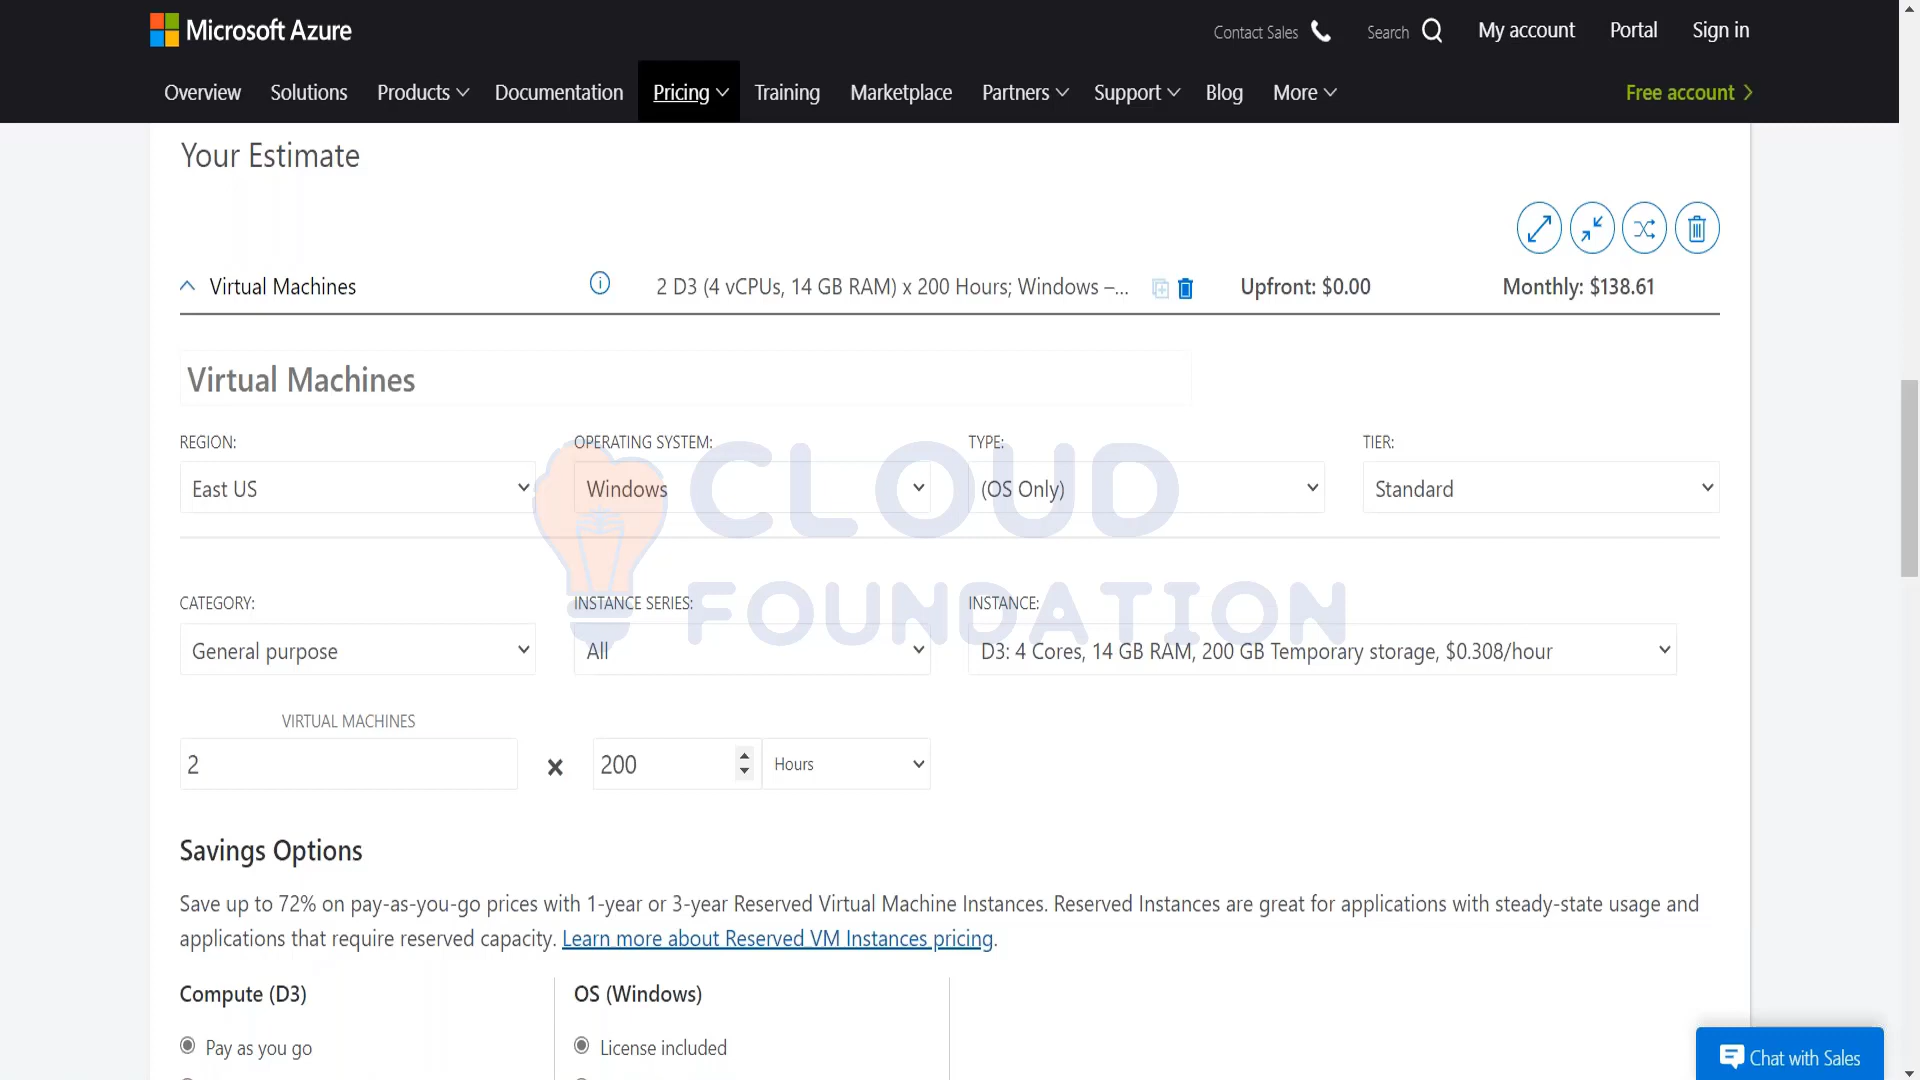 Microsoft Azure
Contact Sales
Search
My account
Portal
Sign in
Overview
Solutions
Products
Documentation
Pricing
Training
Marketplace
Partners
Support
Blog
More
Free account
Your Estimate
Virtual Machines
2 D3 (4 vCPUs, 14 GB RAM) x 200 Hours; Windows –...
Upfront: $0.00
Monthly: $138.61
Virtual Machines
REGION:
OPERATING SYSTEM:
TYPE:
TIER:
East US
Windows
(OS Only)
Standard
CLOUD
FOUNDATION
CATEGORY:
INSTANCE SERIES:
INSTANCE:
General purpose
All
D3: 4 Cores, 14 GB RAM, 200 GB Temporary storage, $0.308/hour
VIRTUAL MACHINES
2
200
Hours
Savings Options
Save up to 72% on pay-as-you-go prices with 1-year or 3-year Reserved Virtual Machine Instances. Reserved Instances are great for applications with steady-state usage and
applications that require reserved capacity. Learn more about Reserved VM Instances pricing.
Compute (D3)
OS (Windows)
Pay as you go
License included
Chat with Sales